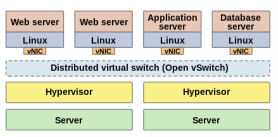 Web server
Web server
Application
server
Database
server
Linux
Linux
Linux
Linux
vNIC
vNIC
vNIC
vNIC
Distributed virtual switch (Open vSwitch)
Hypervisor
Hypervisor
Server
Server